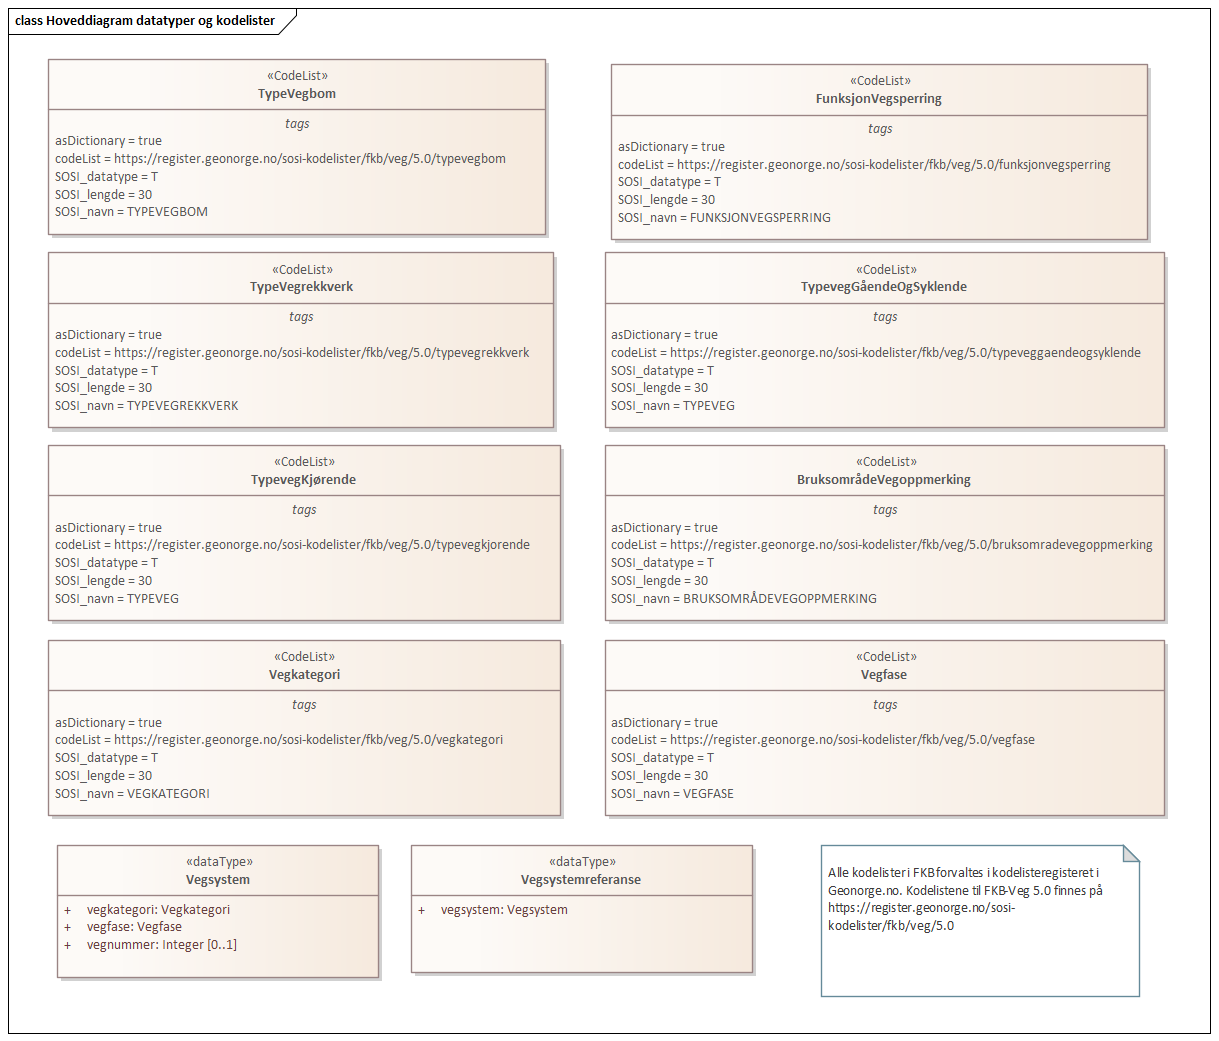 class Hoveddiagram datatyper og kodelister
«CodeList»
TypeVegbom
tags
asDictionary = true
codeList = https://register.geonorge.no/sosi-kodelister/fkb/veg/5.0/typevegbom
SOSI_datatype = T
SOSI_lengde = 30
SOSI_navn = TYPEVEGBOM
«CodeList»
FunksjonVegsperring
tags
asDictionary = true
codeList = https://register.geonorge.no/sosi-kodelister/fkb/veg/5.0/funksjonvegsperring
SOSI_datatype = T
SOSI_lengde = 30
SOSI_navn = FUNKSJONVEGSPERRING
«CodeList»
TypeVegrekkverk
tags
asDictionary = true
codeList = https://register.geonorge.no/sosi-kodelister/fkb/veg/5.0/typevegrekkverk
SOSI_datatype = T
SOSI_lengde = 30
SOSI_navn = TYPEVEGREKKVERK
«CodeList»
TypevegGåendeOgSyklende
tags
asDictionary = true
codeList = https://register.geonorge.no/sosi-kodelister/fkb/veg/5.0/typeveggaendeogsyklende
SOSI_datatype = T
SOSI_lengde = 30
SOSI_navn = TYPEVEG
«CodeList»
TypevegKjørende
tags
asDictionary = true
codeList = https://register.geonorge.no/sosi-kodelister/fkb/veg/5.0/typevegkjorende
SOSI_datatype = T
SOSI_lengde = 30
SOSI_navn = TYPEVEG
«CodeList»
BruksområdeVegoppmerking
tags
asDictionary = true
codeList = https://register.geonorge.no/sosi-kodelister/fkb/veg/5.0/bruksomradevegoppmerking
SOSI_datatype = T
SOSI_lengde = 30
SOSI_navn = BRUKSOMRÅDEVEGOPPMERKING
«CodeList»
Vegkategori
tags
asDictionary = true
codeList = https://register.geonorge.no/sosi-kodelister/fkb/veg/5.0/vegkategori
SOSI_datatype = T
SOSI_lengde = 30
SOSI_navn = VEGKATEGORI
«CodeList»
Vegfase
tags
asDictionary = true
codeList = https://register.geonorge.no/sosi-kodelister/fkb/veg/5.0/vegfase
SOSI_datatype = T
SOSI_lengde = 30
SOSI_navn = VEGFASE
«dataType»
Vegsystem
+ vegkategori: Vegkategori
+ vegfase: Vegfase
+ vegnummer: Integer [0..1]
«dataType»
Vegsystemreferanse
+ vegsystem: Vegsystem
Alle kodelister i FKB forvaltes i kodelisteregisteret i
Geonorge.no. Kodelistene til FKB-Veg 5.0 finnes på
https://register.geonorge.no/sosi-
kodelister/fkb/veg/5.0